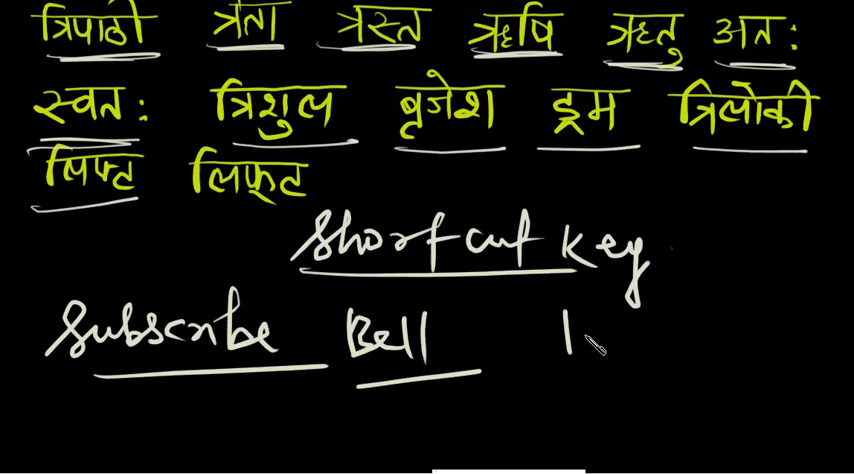 त्रिपाठी त्रेता त्रस्त ऋषि ऋतु अतः
स्वतः त्रिशुल बृजेश ड्रम त्रिलोकी
लिफ्ट लिफ्‌ट
Shortcut Key
Subscribe Bell